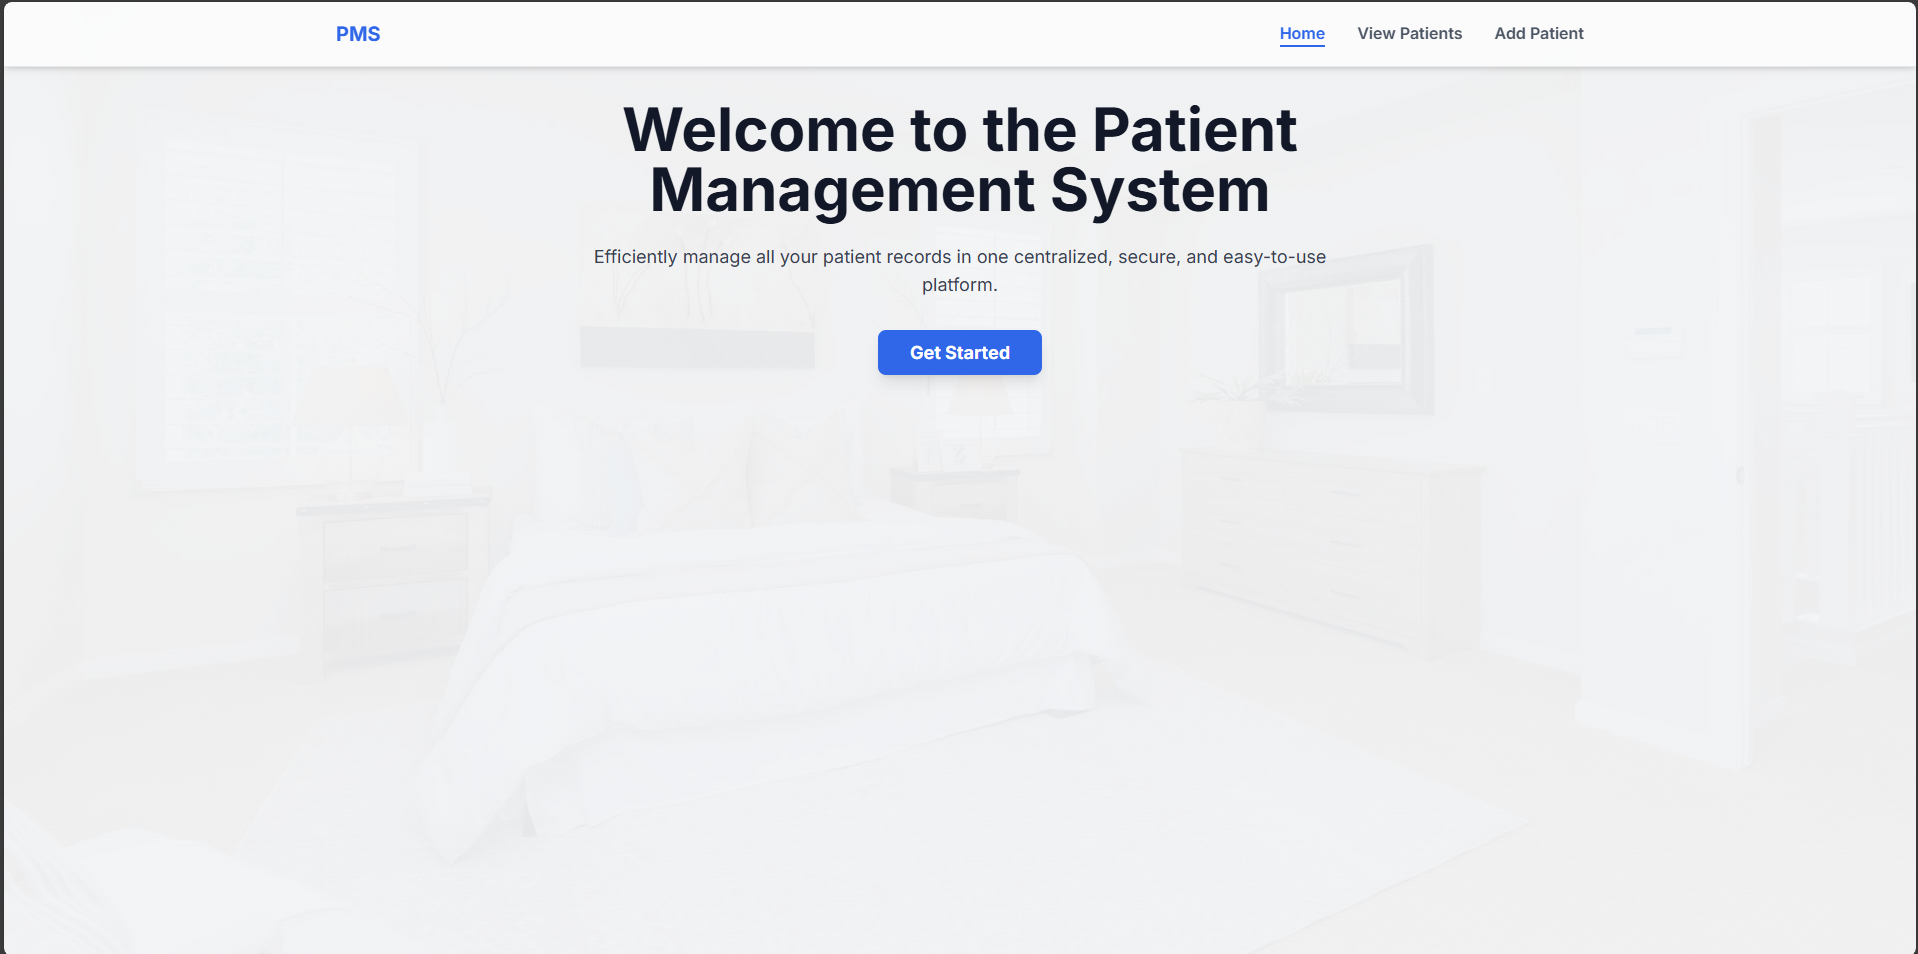 PMS
Home
View Patients
Add Patient
Welcome to the Patient
Management System
Efficiently manage all your patient records in one centralized, secure, and easy-to-use
platform.
Get Started